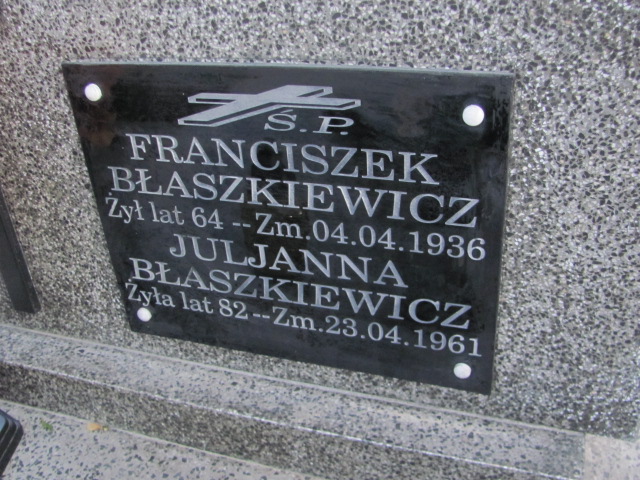 Ś.P.
FRANCISZEK
BŁASZKIEWICZ
Żył lat 64 -- Zm.04.04.1936
JULJANNA
BŁASZKIEWICZ
Żyła lat 82 -- Zm.23.04.1961